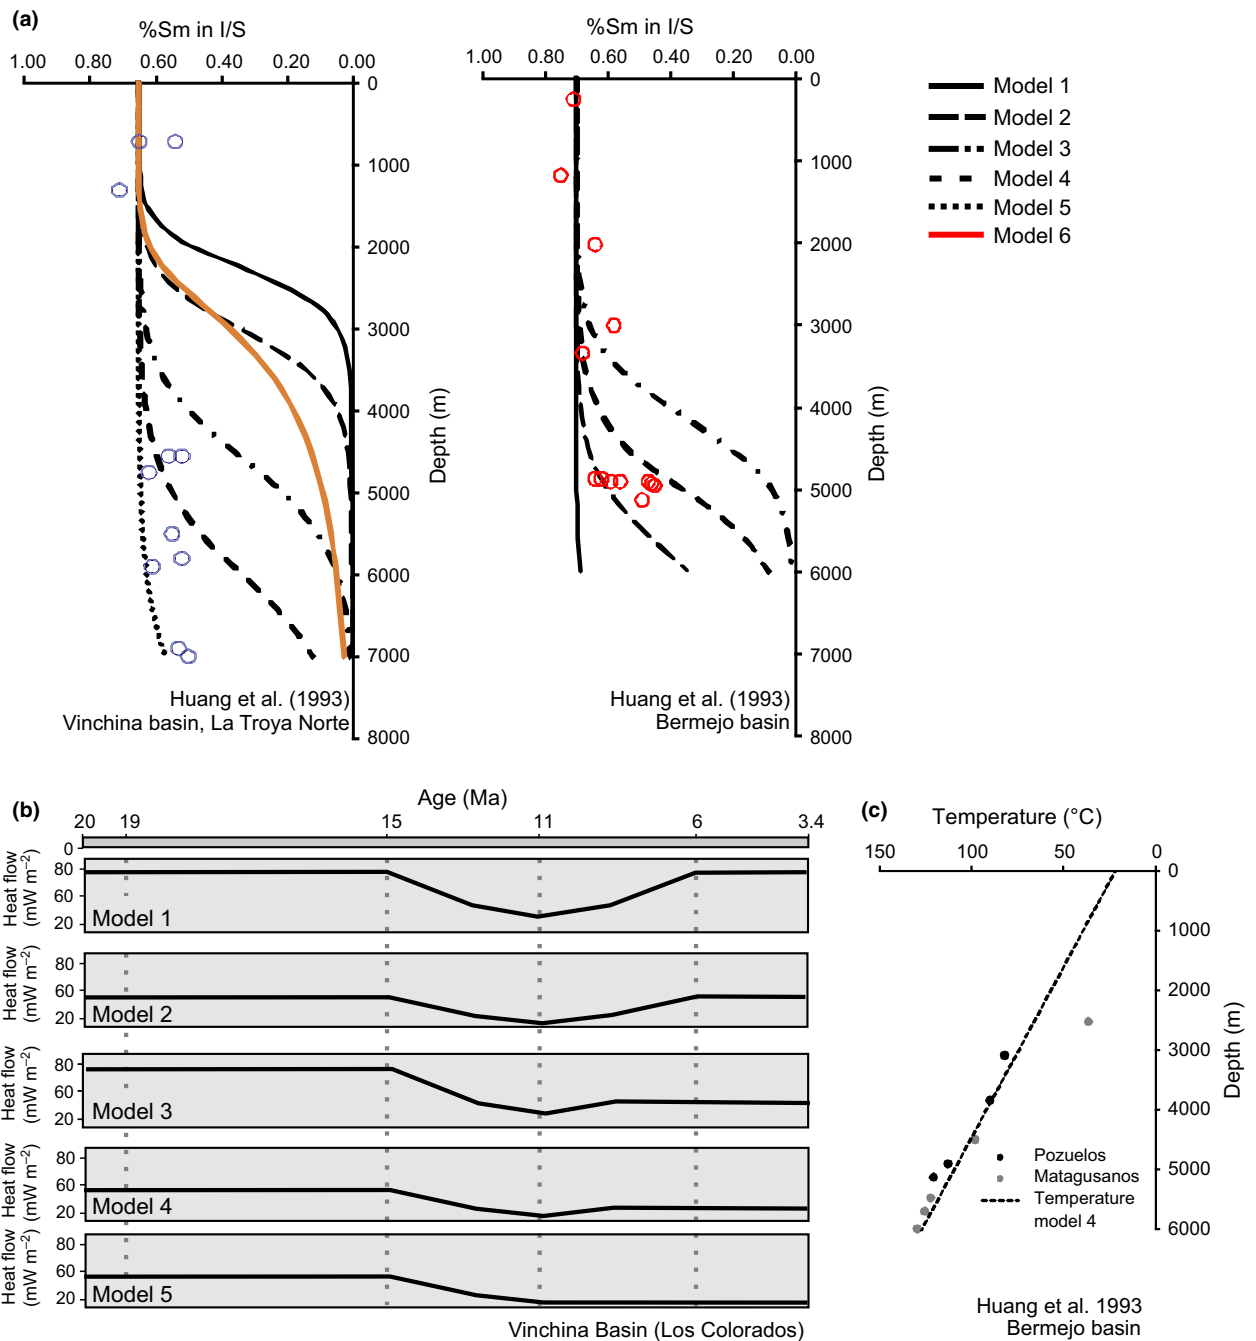 (a)
%Sm in I/S
1.00 0.80 0.60 0.40 0.20 0.00
0
1000
2000
3000
4000
5000
6000
7000
8000
Depth (m)
Huang et al. (1993)
Vinchina basin, La Troya Norte
%Sm in I/S
1.00 0.80 0.60 0.40 0.20 0.00
0
1000
2000
3000
4000
5000
6000
7000
8000
Depth (m)
Huang et al. (1993)
Bermejo basin
Model 1
Model 2
Model 3
Model 4
Model 5
Model 6
(b)
Age (Ma)
20 19 15 11 6 3.4
0
Heat flow
(mW m⁻²)
80
60
20
Model 1
Heat flow
(mW m⁻²)
80
60
20
Model 2
Heat flow
(mW m⁻²)
80
60
20
Model 3
Heat flow
(mW m⁻²)
80
60
20
Model 4
Heat flow
(mW m⁻²)
80
60
20
Model 5
Vinchina Basin (Los Colorados)
(c)
Temperature (°C)
150 100 50 0
0
1000
2000
3000
4000
5000
6000
Depth (m)
Pozuelos
Matagusanos
Temperature
model 4
Huang et al. 1993
Bermejo basin